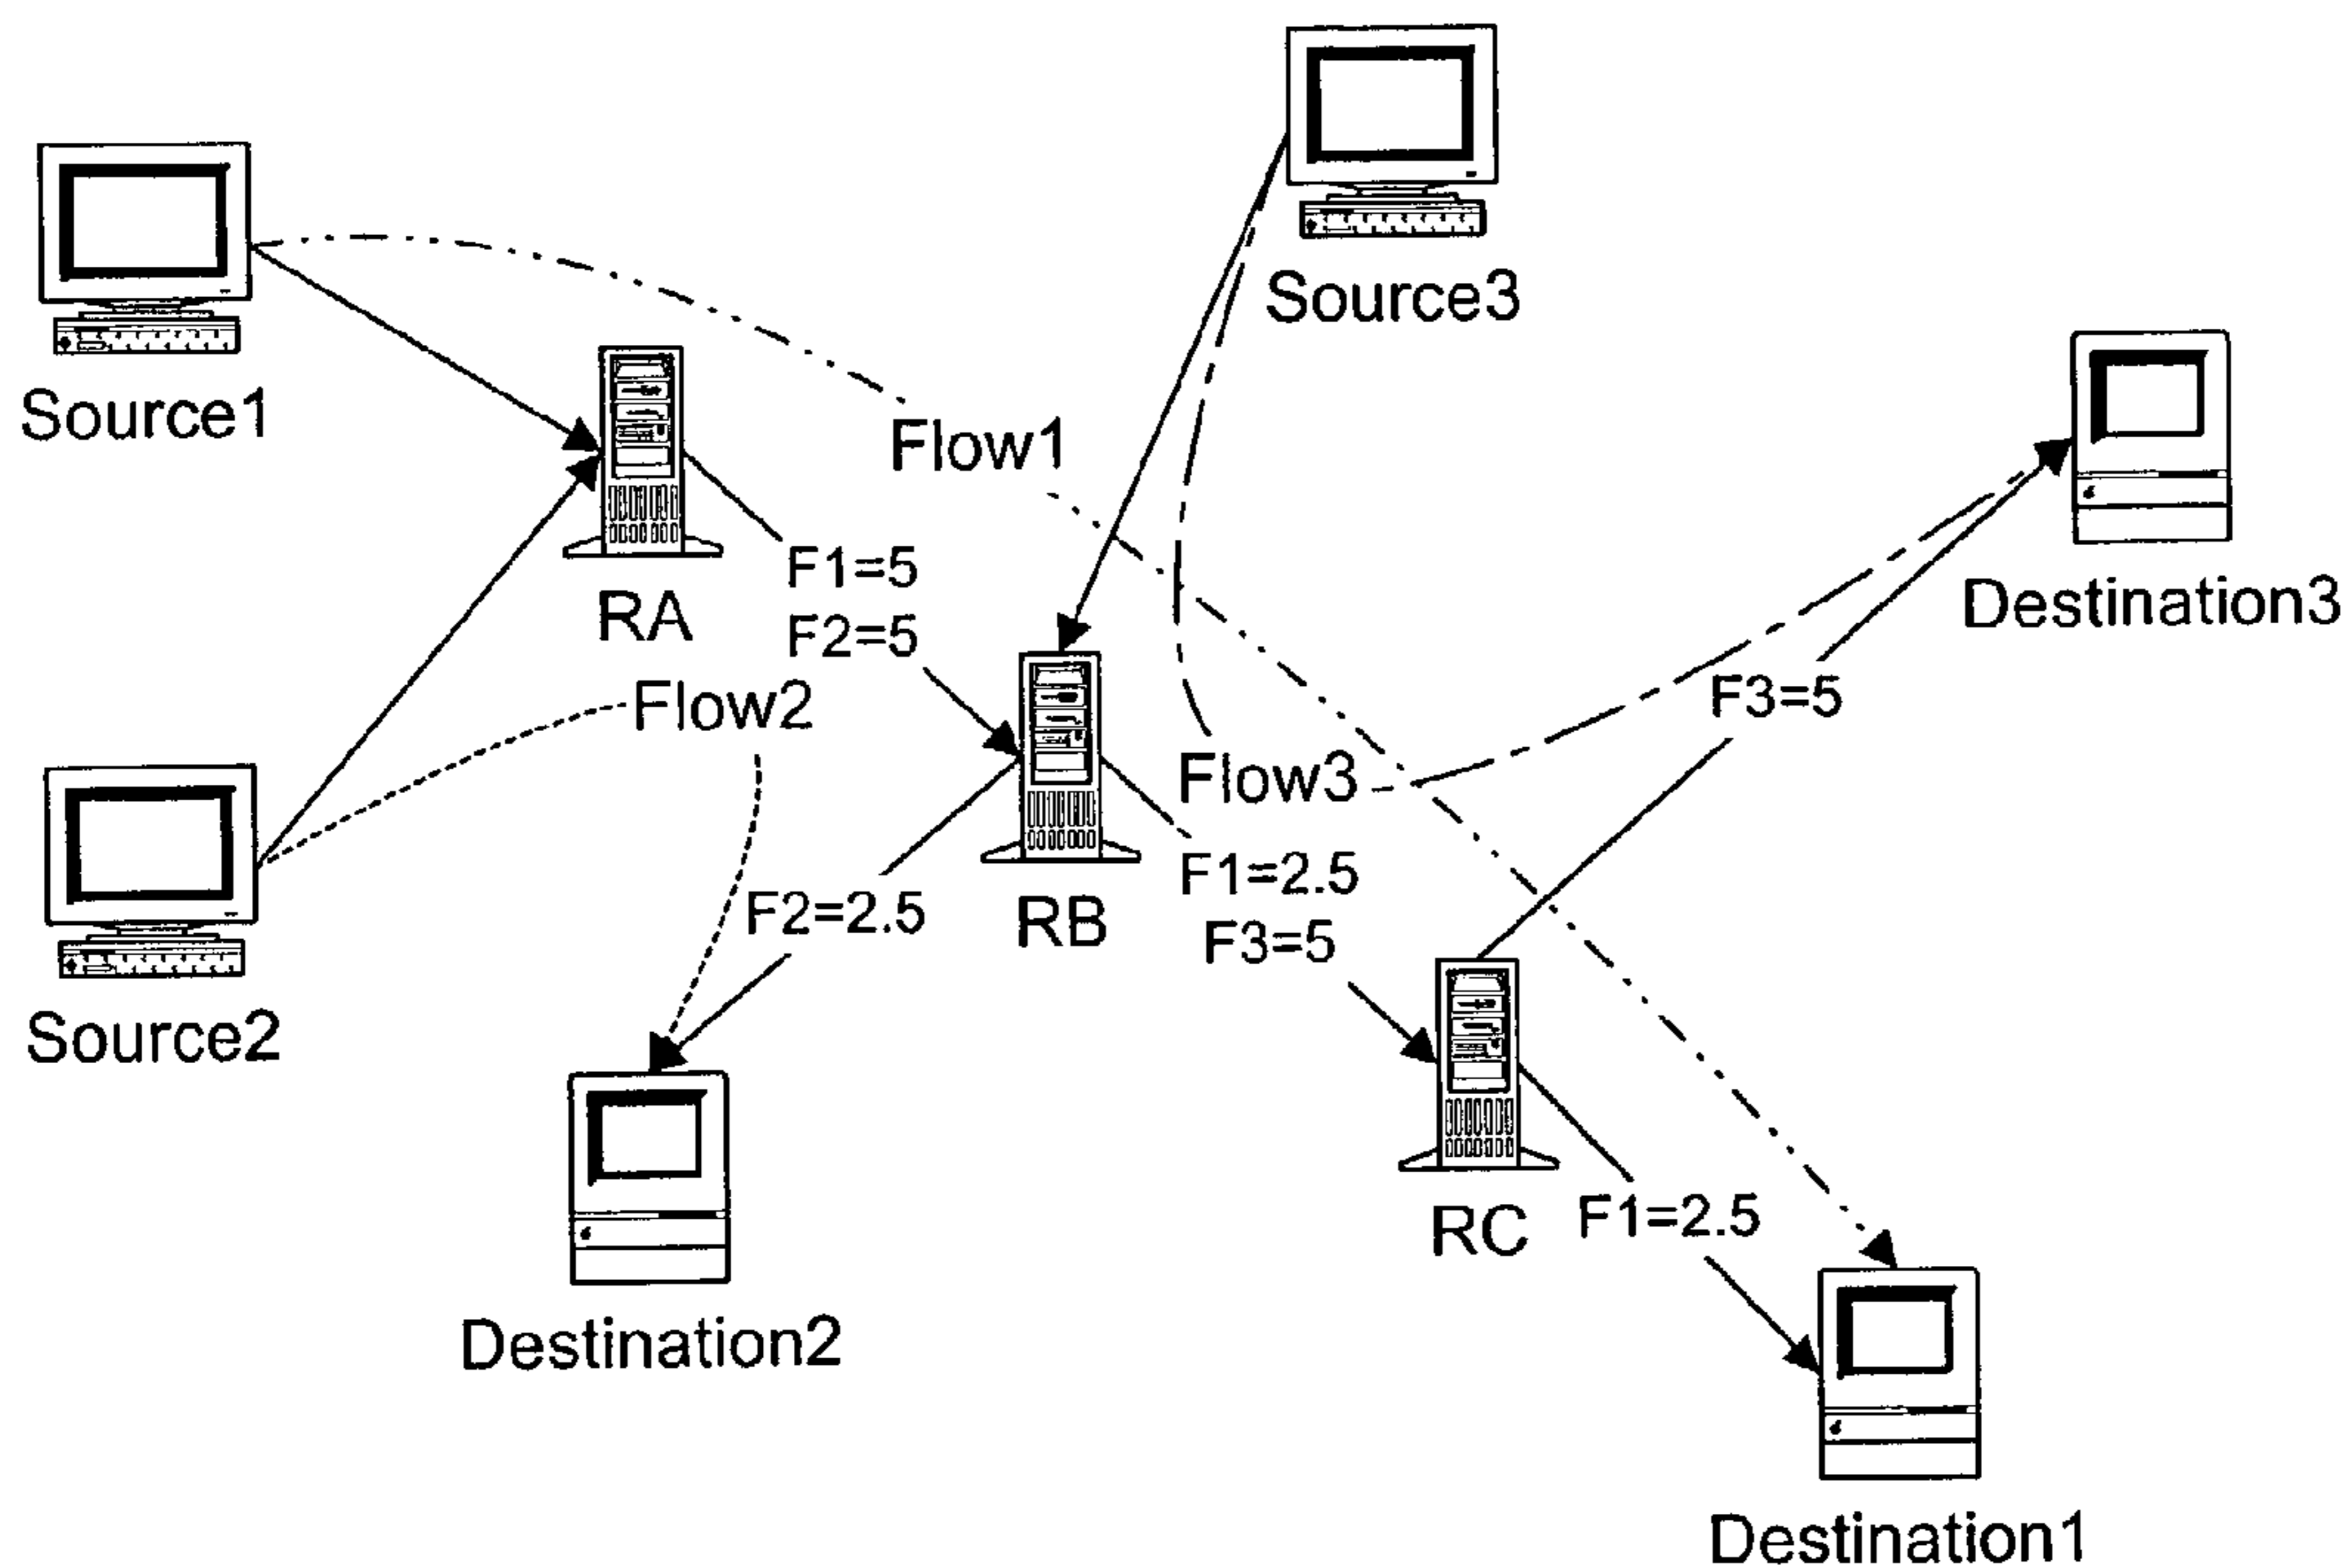 Source3
Source1
Flow1
F1=5
RA
F2=5
Destination3
Flow2
F3=5
Flow3
F1=2.5
F2=2.5
RB
F3=5
Source2
RC
F1=2.5
Destination2
Destination1